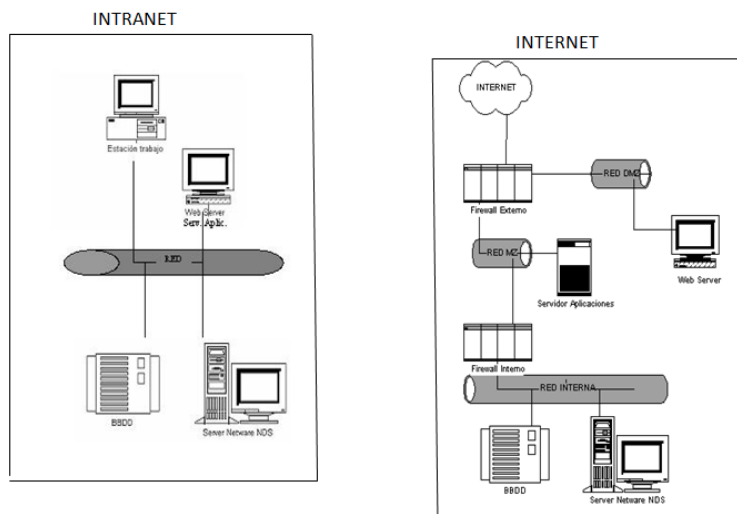 INTRANET
Estación trabajo
Web Server
Serv. Aplic.
RED
BBDD
Server Netware NDS
INTERNET
INTERNET
RED DMZ
Firewall Externo
Web Server
RED MZ
Servidor Aplicaciones
Firewall Interno
RED INTERNA
BBDD
Server Netware NDS